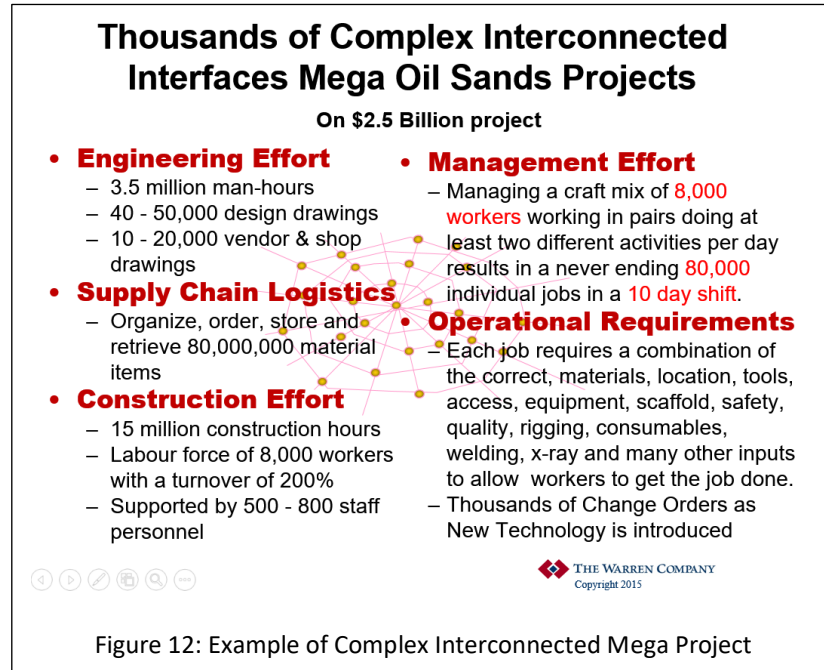 Thousands of Complex Interconnected
Interfaces Mega Oil Sands Projects
On $2.5 Billion project
• Engineering Effort
– 3.5 million man-hours
– 40 - 50,000 design drawings
– 10 - 20,000 vendor & shop
drawings
• Supply Chain Logistics
– Organize, order, store and
retrieve 80,000,000 material
items
• Construction Effort
– 15 million construction hours
– Labour force of 8,000 workers
with a turnover of 200%
– Supported by 500 - 800 staff
personnel
• Management Effort
– Managing a craft mix of 8,000
workers working in pairs doing at
least two different activities per day
results in a never ending 80,000
individual jobs in a 10 day shift.
• Operational Requirements
– Each job requires a combination of
the correct, materials, location, tools,
access, equipment, scaffold, safety,
quality, rigging, consumables,
welding, x-ray and many other inputs
to allow workers to get the job done.
– Thousands of Change Orders as
New Technology is introduced
THE WARREN COMPANY
Copyright 2015
Figure 12: Example of Complex Interconnected Mega Project